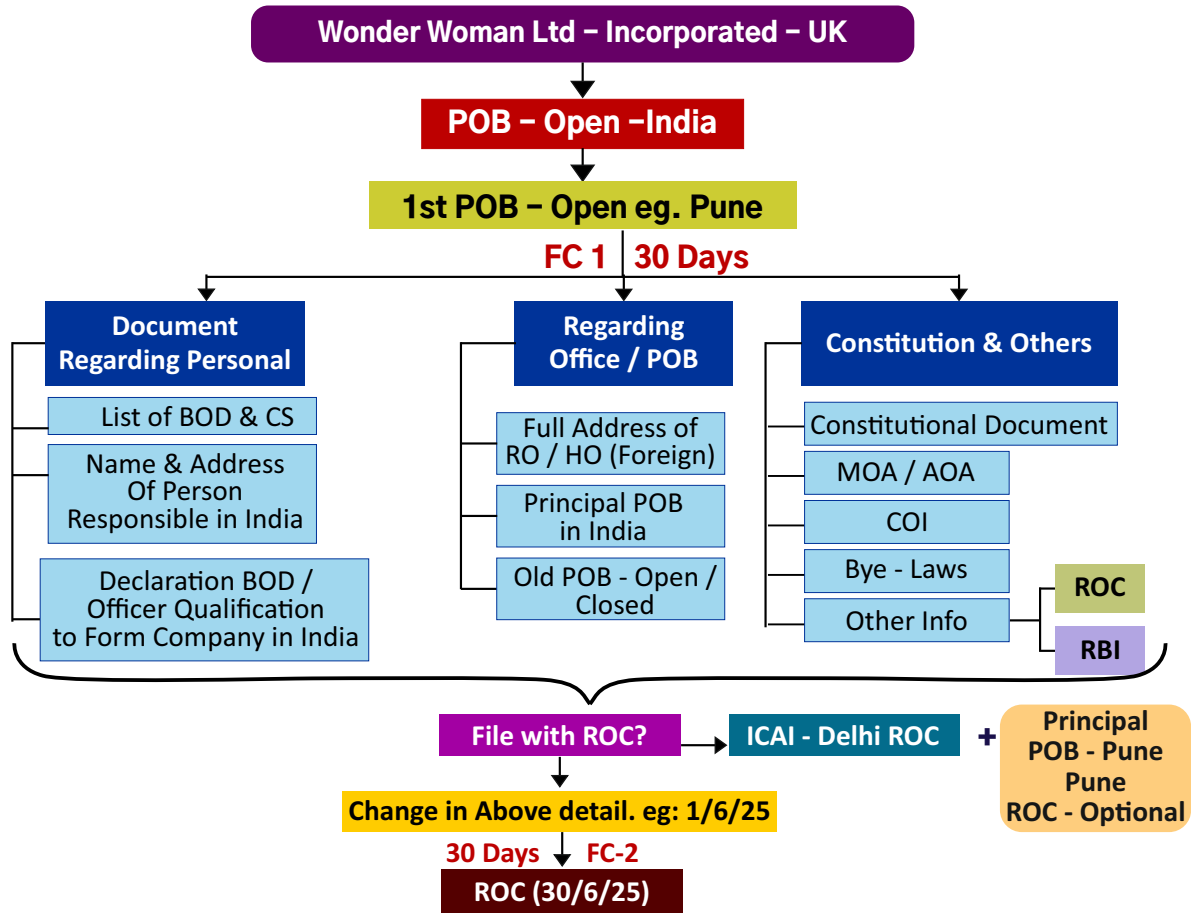 Wonder Woman Ltd – Incorporated – UK
POB – Open –India
1st POB – Open eg. Pune
FC 1
30 Days
Document
Regarding Personal
List of BOD & CS
Name & Address
Of Person
Responsible in India
Declaration BOD /
Officer Qualification
to Form Company in India
Regarding
Office / POB
Full Address of
RO / HO (Foreign)
Principal POB
in India
Old POB - Open /
Closed
Constitution & Others
Constitutional Document
MOA / AOA
COI
Bye - Laws
Other Info
ROC
RBI
File with ROC?
ICAI - Delhi ROC
+
Principal
POB - Pune
Pune
ROC - Optional
Change in Above detail. eg: 1/6/25
30 Days
FC-2
ROC (30/6/25)